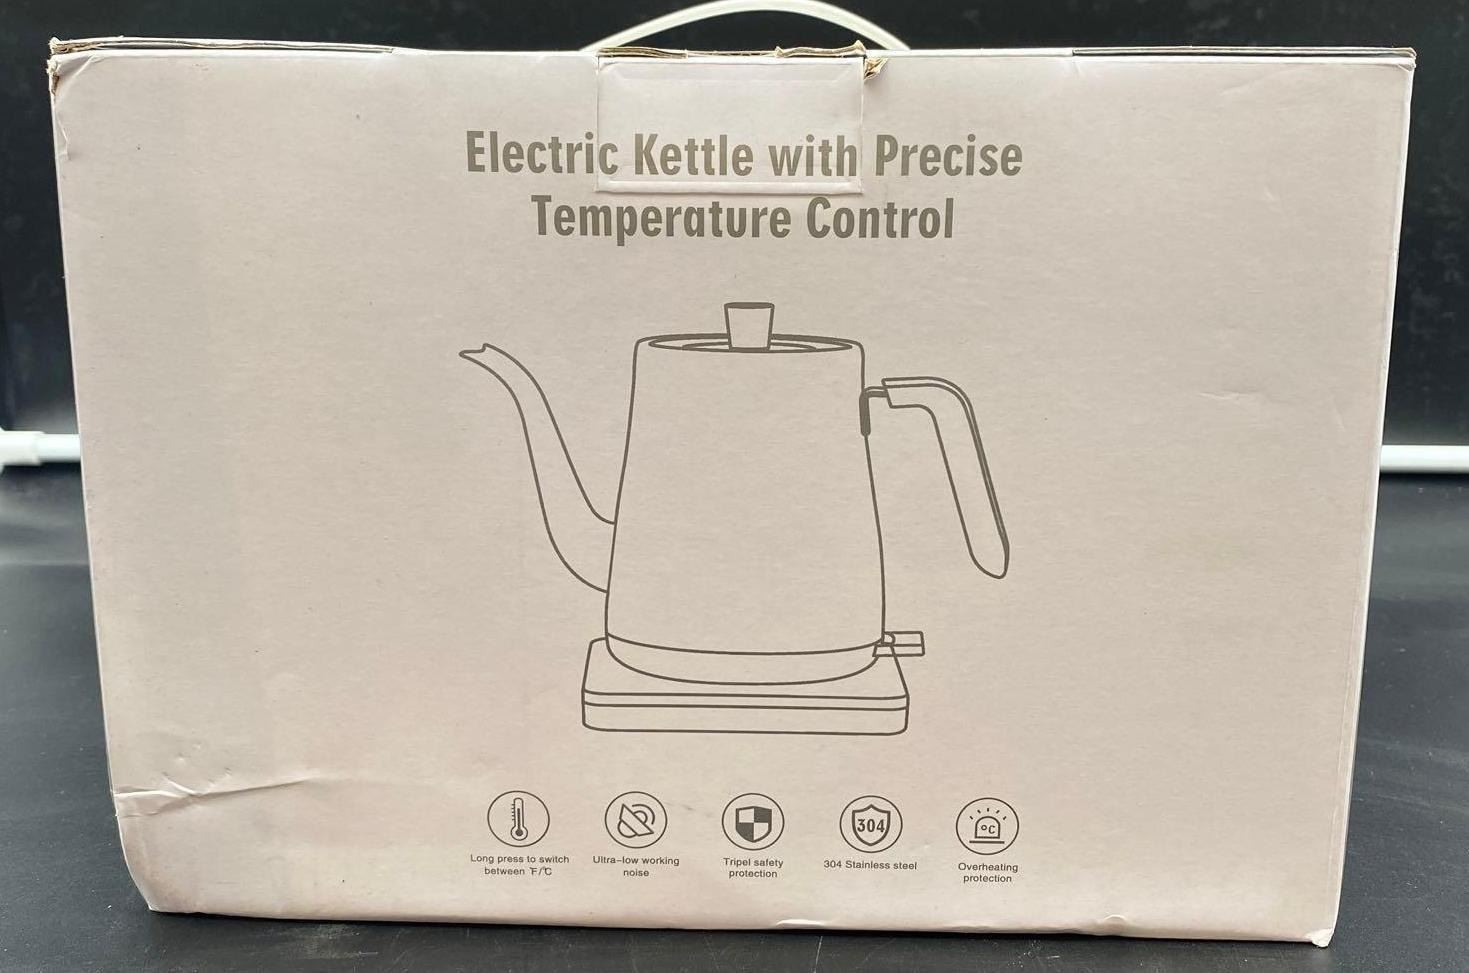 Electric Kettle with Precise
Temperature Control
304
°C
Long press to switch
between °F/°C
Ultra-low working
noise
Tripel safety
protection
304 Stainless steel
Overheating
protection